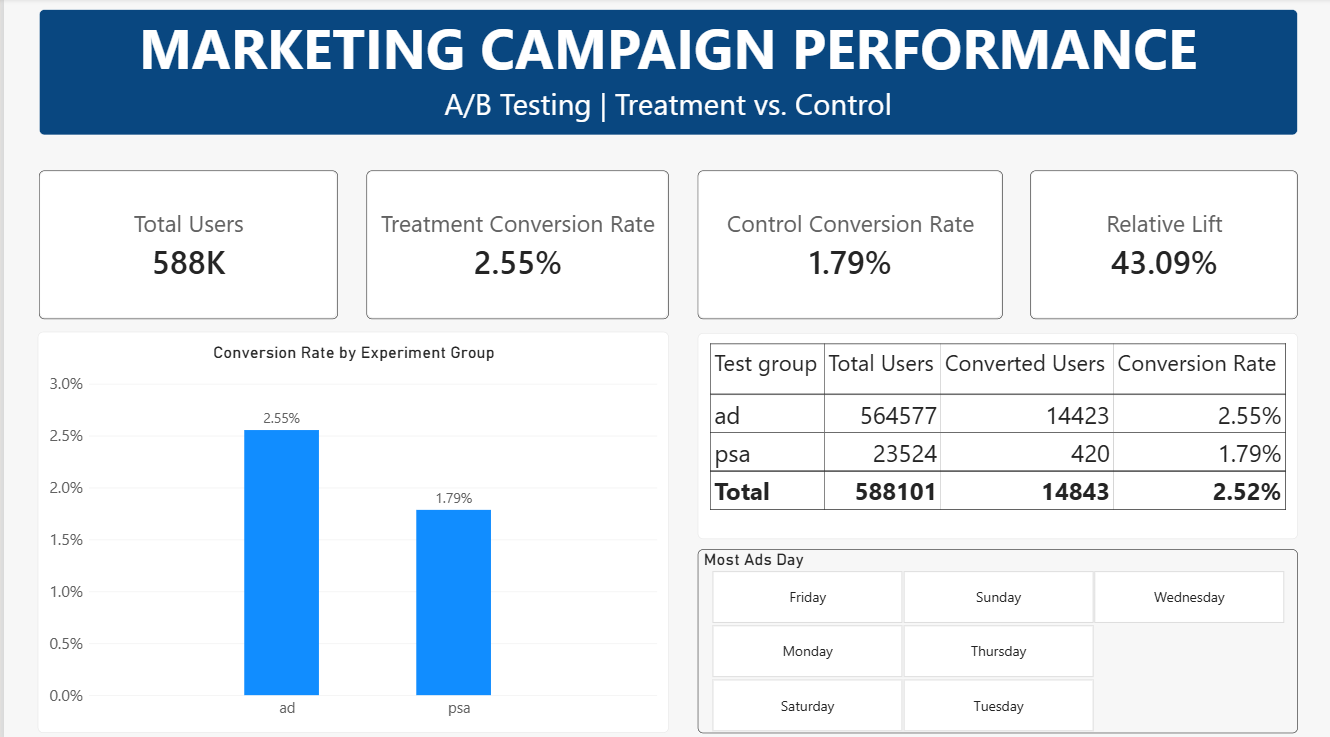 MARKETING CAMPAIGN PERFORMANCE
A/B Testing | Treatment vs. Control
Total Users
588K
Treatment Conversion Rate
2.55%
Control Conversion Rate
1.79%
Relative Lift
43.09%
Conversion Rate by Experiment Group
3.0%
2.5%
2.0%
1.5%
1.0%
0.5%
0.0%
2.55%
1.79%
ad psa
Test group Total Users Converted Users Conversion Rate
ad 564577 14423 2.55%
psa 23524 420 1.79%
Total 588101 14843 2.52%
Most Ads Day
Friday Sunday Wednesday
Monday Thursday
Saturday Tuesday